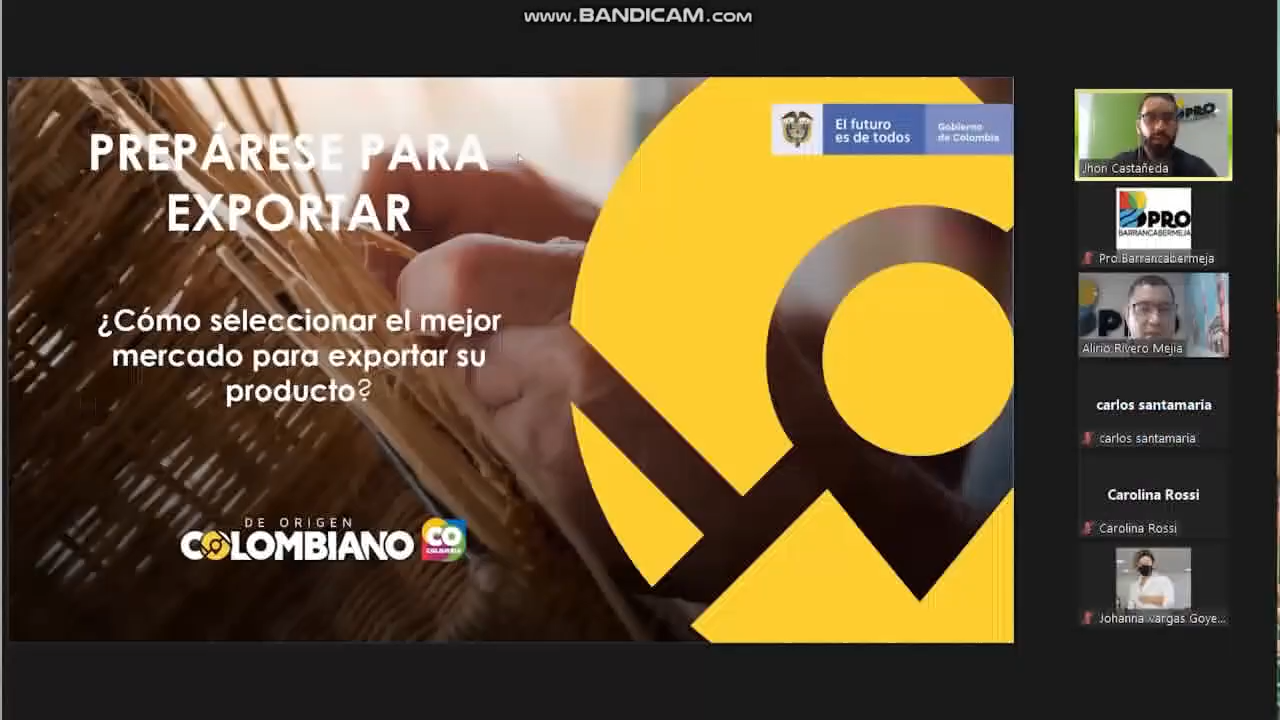 www.BANDICAM.com
PREPÁRESE PARA
EXPORTAR
¿Cómo seleccionar el mejor
mercado para exportar su
producto?
DE ORIGEN
COLOMBIANO
CO
COLOMBIA
El futuro
es de todos
Gobierno
de Colombia
PRO
Jhon Castañeda
PRO
BARRANCABERMEJA
Pro Barrancabermeja
Alirio Rivero Mejia
carlos santamaria
carlos santamaria
Carolina Rossi
Carolina Rossi
Johanna vargas Goye...